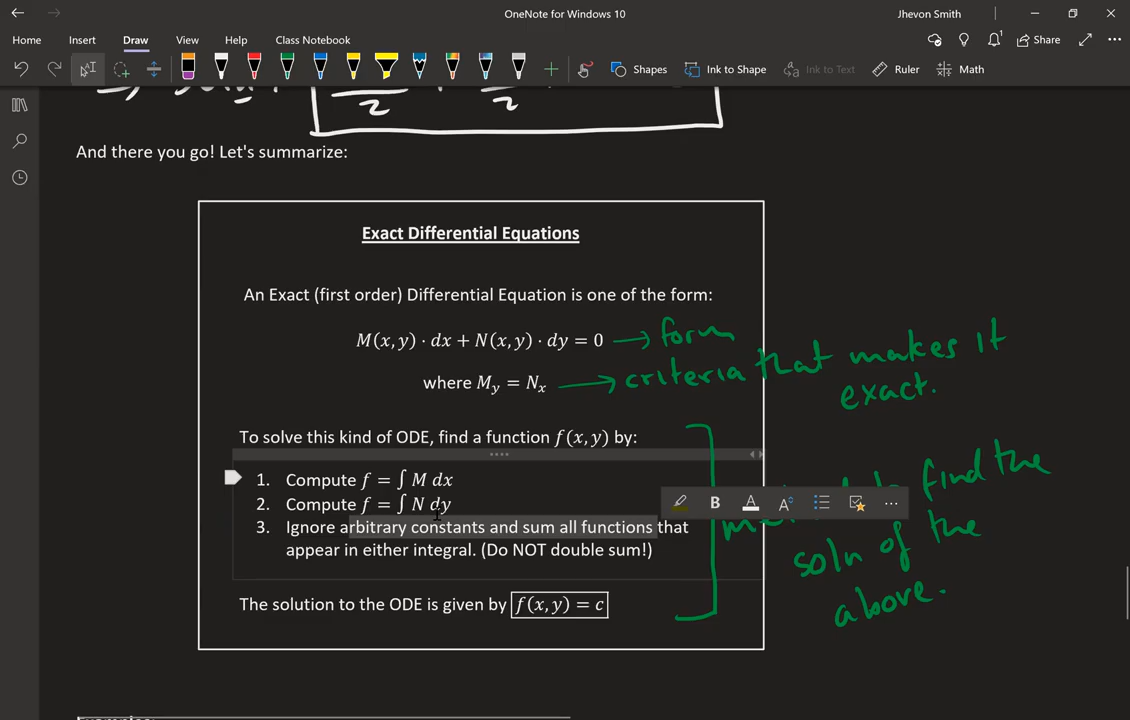 OneNote for Windows 10
Jhevon Smith
Home Insert Draw View Help Class Notebook
Share
Shapes Ink to Shape Ink to Text Ruler Math
2 2
And there you go! Let's summarize:
Exact Differential Equations
An Exact (first order) Differential Equation is one of the form:
M(x, y) · dx + N(x, y) · dy = 0 → form
where M_y = N_x → criteria that makes it
exact.
To solve this kind of ODE, find a function f(x, y) by:
1. Compute f = ∫ M dx
2. Compute f = ∫ N dy
3. Ignore arbitrary constants and sum all functions that
appear in either integral. (Do NOT double sum!)
find the
soln of the
above.
The solution to the ODE is given by f(x, y) = c
B A A